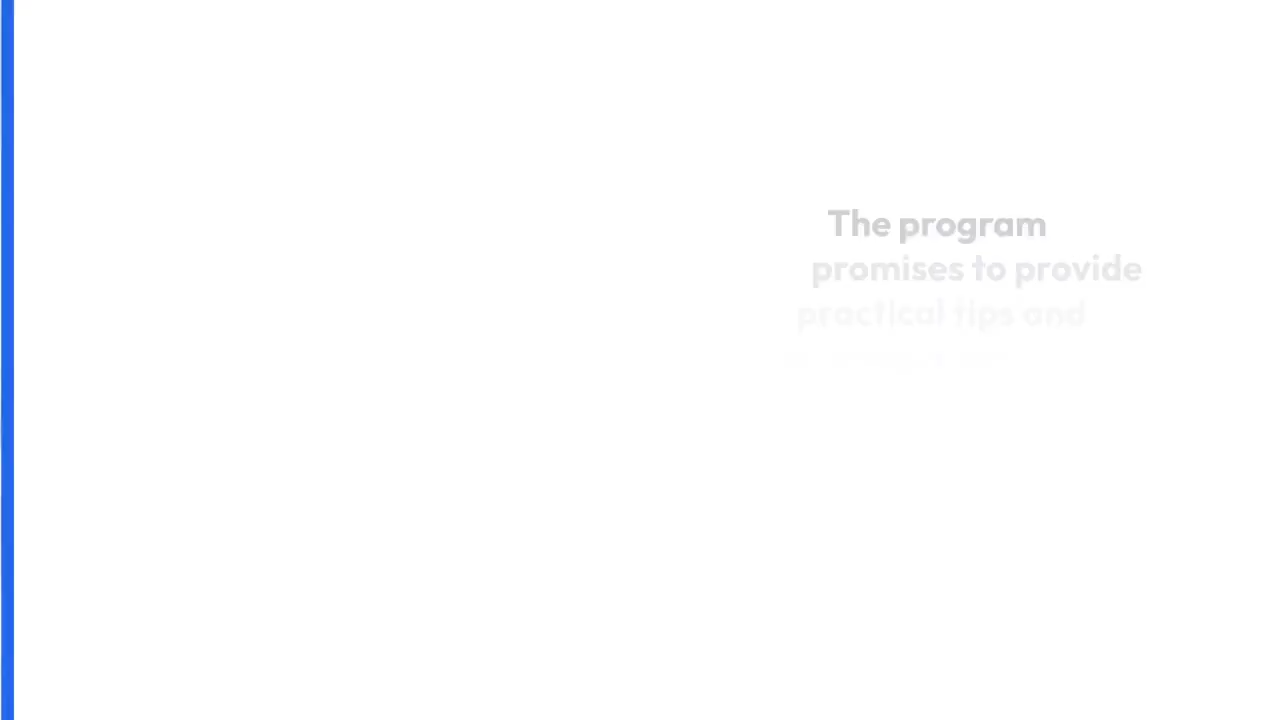 The program
promises to provide
practical tips and